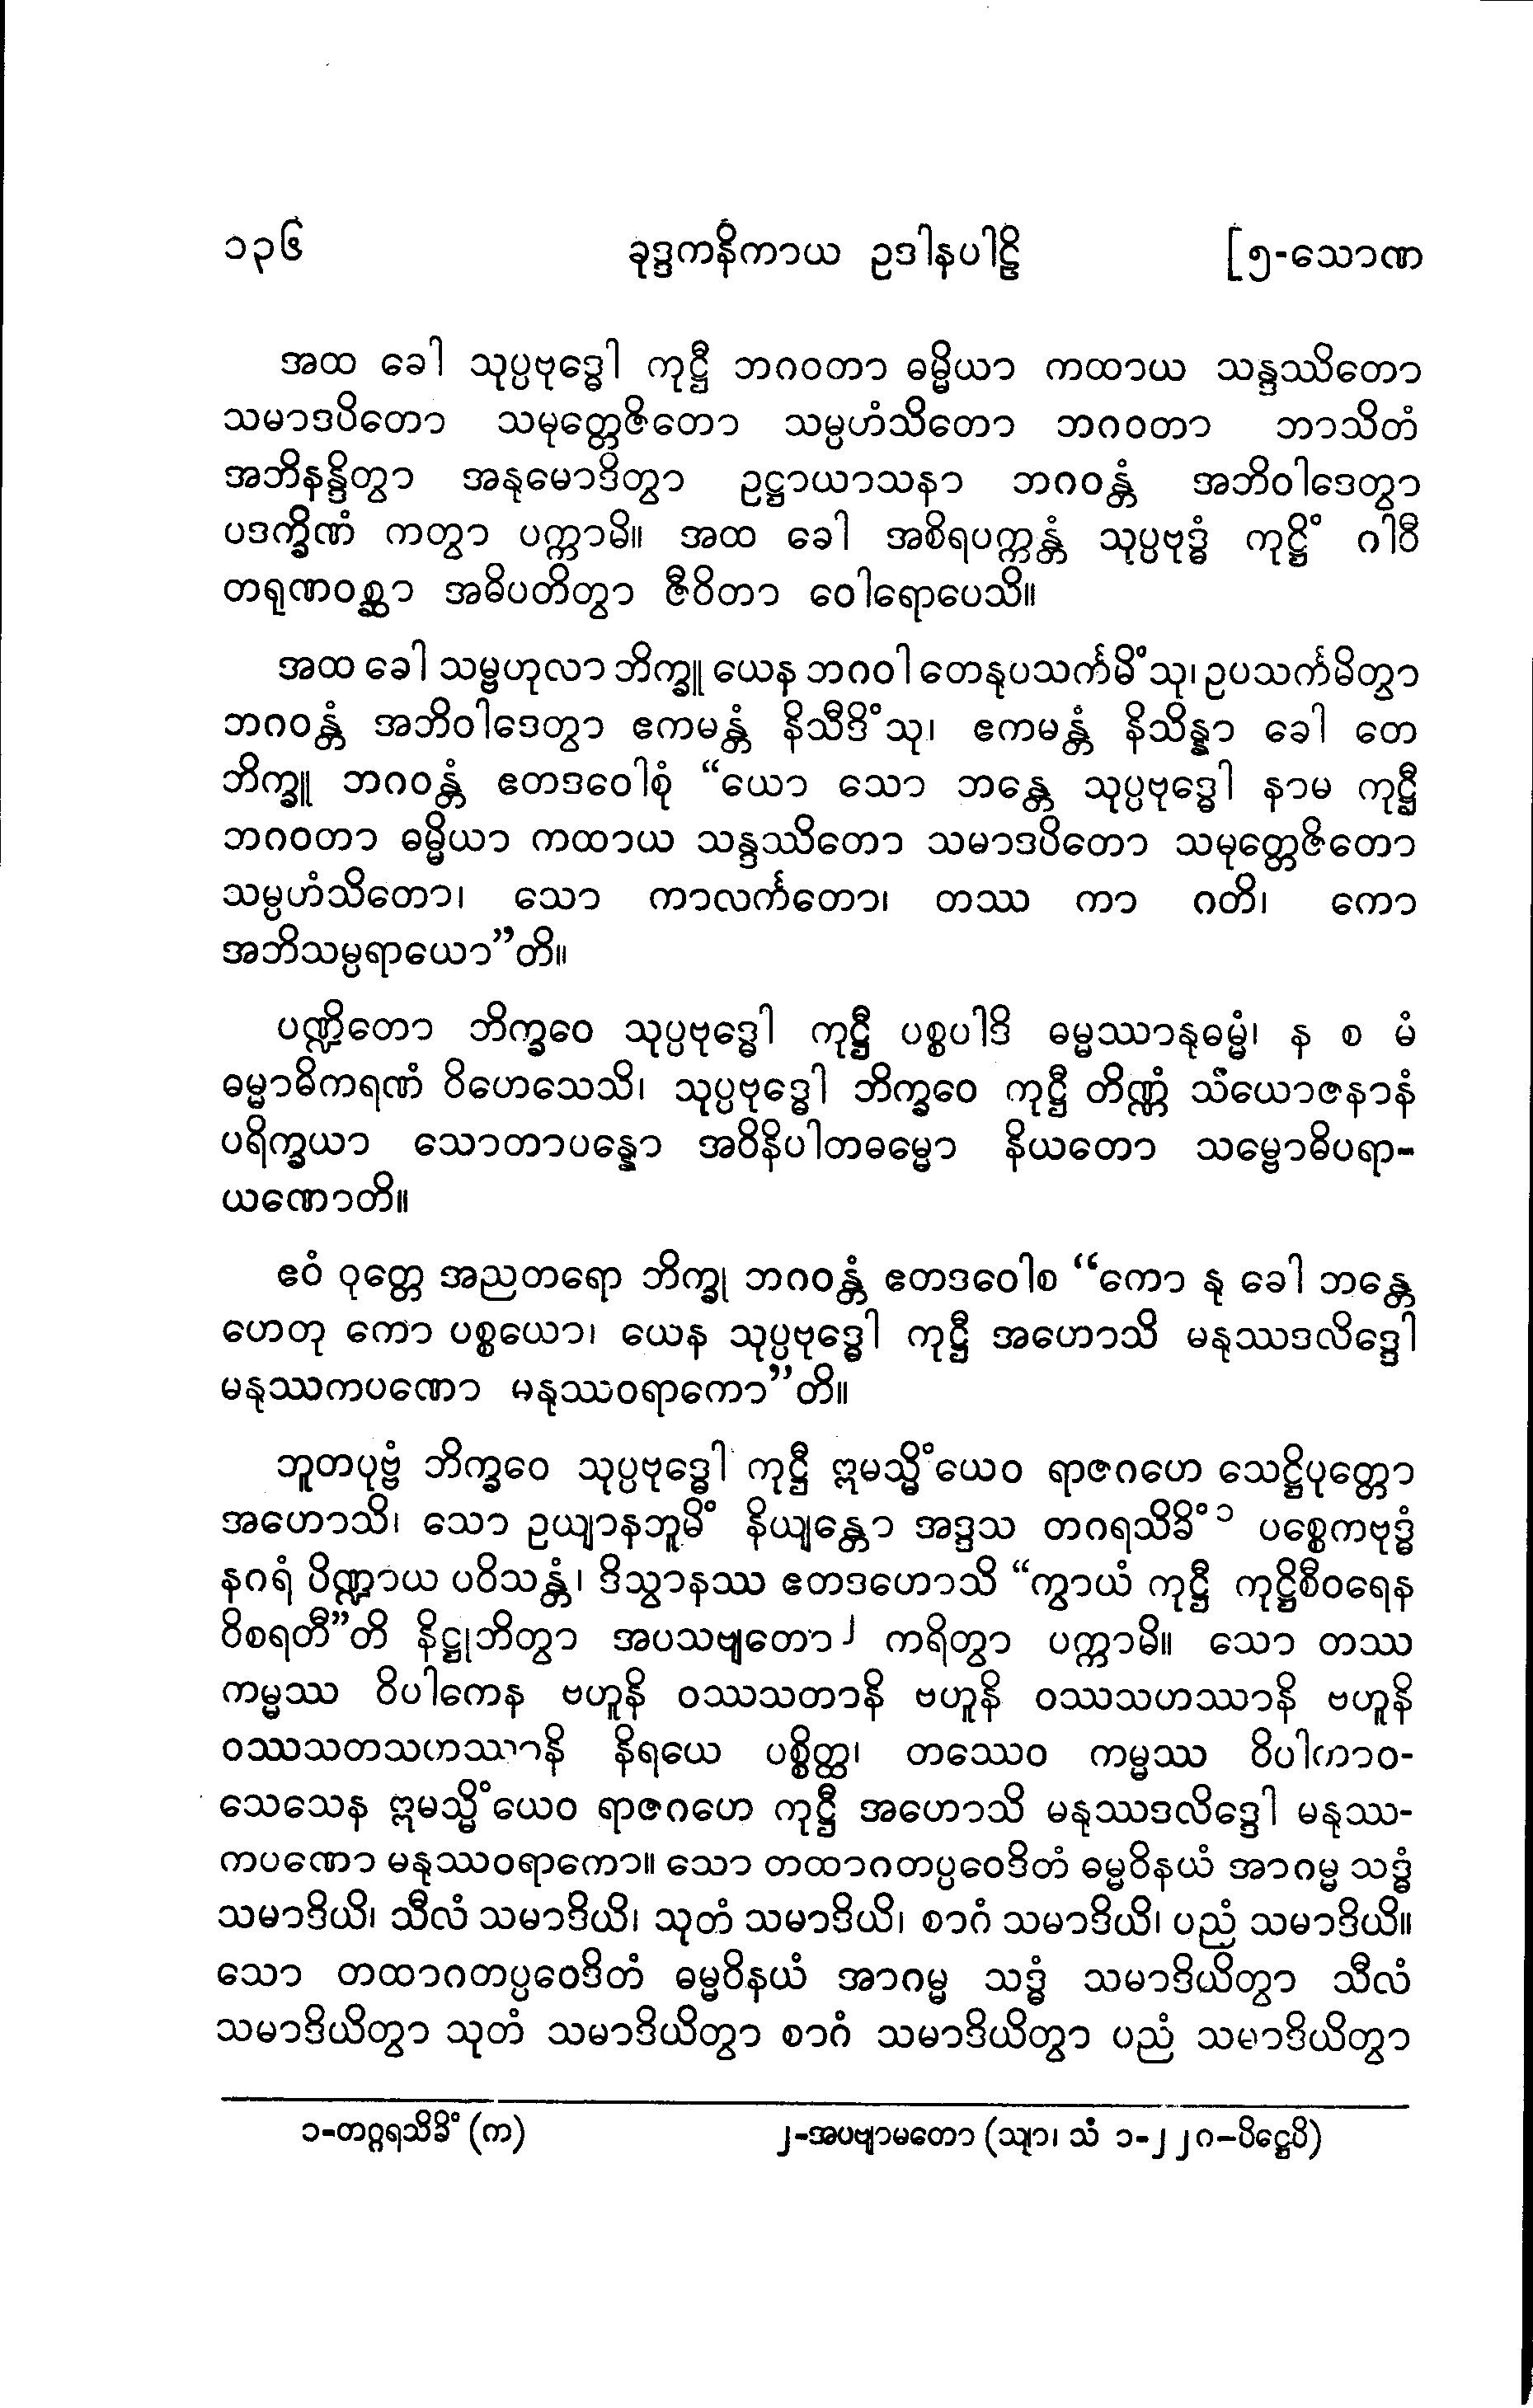 ၁၃၆ ခုဒ္ဒကနိကာယ ဥဒါနပါဠိ [၅-သောဏ
အထ ခေါ သုပ္ပဗုဒ္ဓေါ ကုဋ္ဌီ ဘဂဝတာ ဓမ္မိယာ ကထာယ သန္ဒဿိတော
သမာဒပိတော သမုတ္တေဇိတော သမ္ပဟံသိတော ဘဂဝတာ ဘာသိတံ
အဘိနန္ဒိတွာ အနုမောဒိတွာ ဥဋ္ဌာယာသနာ ဘဂဝန္တံ အဘိဝါဒေတွာ
ပဒက္ခိဏံ ကတွာ ပက္ကာမိ။ အထ ခေါ အစိရပက္ကန္တံ သုပ္ပဗုဒ္ဓံ ကုဋ္ဌိံ ဂါဝီ
တရုဏဝစ္ဆာ အဓိပတိတွာ ဇီဝိတာ ဝေါရောပေသိ။
အထ ခေါ သမ္ဗဟုလာ ဘိက္ခူ ယေန ဘဂဝါ တေနုပသင်္ကမိံသု၊ ဥပသင်္ကမိတွာ
ဘဂဝန္တံ အဘိဝါဒေတွာ ဧကမန္တံ နိသီဒိံသု၊ ဧကမန္တံ နိသိန္နာ ခေါ တေ
ဘိက္ခူ ဘဂဝန္တံ ဧတဒဝေါစုံ “ယော သော ဘန္တေ သုပ္ပဗုဒ္ဓေါ နာမ ကုဋ္ဌီ
ဘဂဝတာ ဓမ္မိယာ ကထာယ သန္ဒဿိတော သမာဒပိတော သမုတ္တေဇိတော
သမ္ပဟံသိတော၊ သော ကာလင်္ကတော၊ တဿ ကာ ဂတိ၊ ကော
အဘိသမ္ပရာယော”တိ။
ပဏ္ဍိတော ဘိက္ခဝေ သုပ္ပဗုဒ္ဓေါ ကုဋ္ဌီ ပစ္စပါဒိ ဓမ္မဿာနုဓမ္မံ၊ န စ မံ
ဓမ္မာဓိကရဏံ ဝိဟေသေသိ၊ သုပ္ပဗုဒ္ဓေါ ဘိက္ခဝေ ကုဋ္ဌီ တိဏ္ဏံ သံယောဇနာနံ
ပရိက္ခယာ သောတာပန္နော အဝိနိပါတဓမ္မော နိယတော သမ္ဗောဓိပရာ-
ယဏောတိ။
ဧဝံ ဝုတ္တေ အညတရော ဘိက္ခု ဘဂဝန္တံ ဧတဒဝေါစ “ကော နု ခေါ ဘန္တေ
ဟေတု ကော ပစ္စယော၊ ယေန သုပ္ပဗုဒ္ဓေါ ကုဋ္ဌီ အဟောသိ မနုဿဒလိဒ္ဒေါ
မနုဿကပဏော မနုဿဝရာကော”တိ။
ဘူတပုဗ္ဗံ ဘိက္ခဝေ သုပ္ပဗုဒ္ဓေါ ကုဋ္ဌီ ဣမသ္မိံယေဝ ရာဇဂဟေ သေဋ္ဌိပုတ္တော
အဟောသိ၊ သော ဥယျာနဘူမိံ နိယျန္တော အဒ္ဒသ တဂရသိခိံ ၁ ပစ္စေကဗုဒ္ဓံ
နဂရံ ပိဏ္ဍာယ ပဝိသန္တံ၊ ဒိသွာနဿ ဧတဒဟောသိ “ကွာယံ ကုဋ္ဌီ ကုဋ္ဌိစီဝရေန
ဝိစရတီ”တိ နိဋ္ဌုဘိတွာ အပသဗျတော ၂ ကရိတွာ ပက္ကာမိ။ သော တဿ
ကမ္မဿ ဝိပါကေန ဗဟူနိ ဝဿသတာနိ ဗဟူနိ ဝဿသဟဿာနိ ဗဟူနိ
ဝဿသတသဟဿာနိ နိရယေ ပစ္စိတ္ထ၊ တဿေဝ ကမ္မဿ ဝိပါကာဝ-
သေသေန ဣမသ္မိံယေဝ ရာဇဂဟေ ကုဋ္ဌီ အဟောသိ မနုဿဒလိဒ္ဒေါ မနုဿ-
ကပဏော မနုဿဝရာကော။ သော တထာဂတပ္ပဝေဒိတံ ဓမ္မဝိနယံ အာဂမ္မ သဒ္ဓံ
သမာဒိယိ၊ သီလံ သမာဒိယိ၊ သုတံ သမာဒိယိ၊ စာဂံ သမာဒိယိ၊ ပညံ သမာဒိယိ။
သော တထာဂတပ္ပဝေဒိတံ ဓမ္မဝိနယံ အာဂမ္မ သဒ္ဓံ သမာဒိယိတွာ သီလံ
သမာဒိယိတွာ သုတံ သမာဒိယိတွာ စာဂံ သမာဒိယိတွာ ပညံ သမာဒိယိတွာ
၁-တဂ္ဂရသိခိံ (က) ၂-အပဗျာမတော (သျာ၊ သံ ၁-၂၂၈-ပိဋ္ဌေပိ)